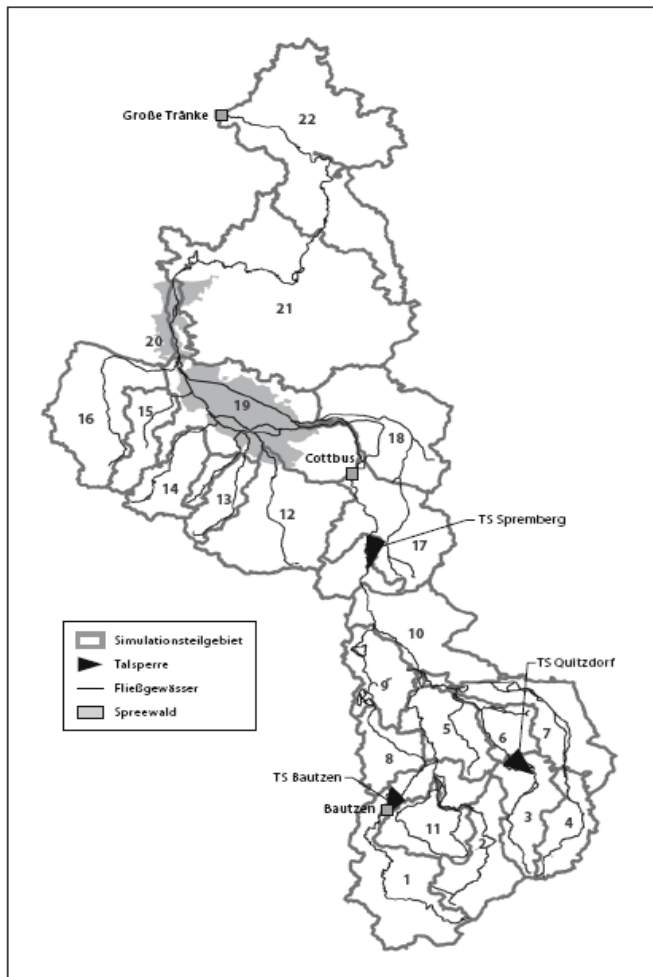 Große Tränke
22
21
20
19
16
15
18
Cottbus
14
13
12
TS Spremberg
17
10
Simulationsteilgebiet
Talsperre
Fließgewässer
Spreewald
TS Quitzdorf
9
5
6
7
8
TS Bautzen
Bautzen
11
2
3
4
1